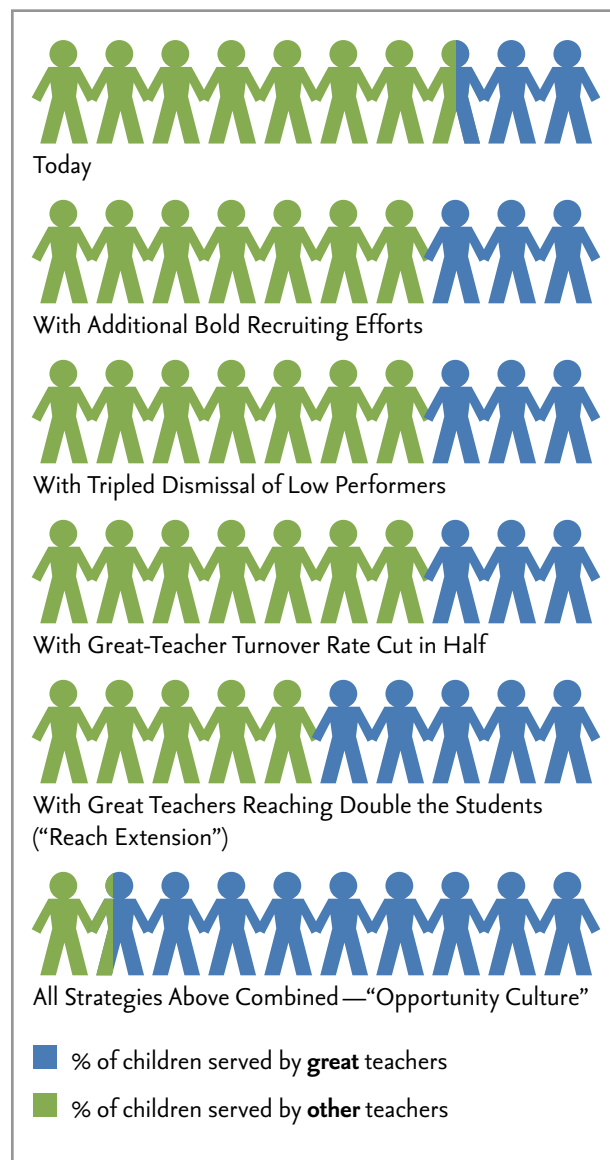 Today
With Additional Bold Recruiting Efforts
With Tripled Dismissal of Low Performers
With Great-Teacher Turnover Rate Cut in Half
With Great Teachers Reaching Double the Students
(“Reach Extension”)
All Strategies Above Combined—“Opportunity Culture”
% of children served by great teachers
% of children served by other teachers